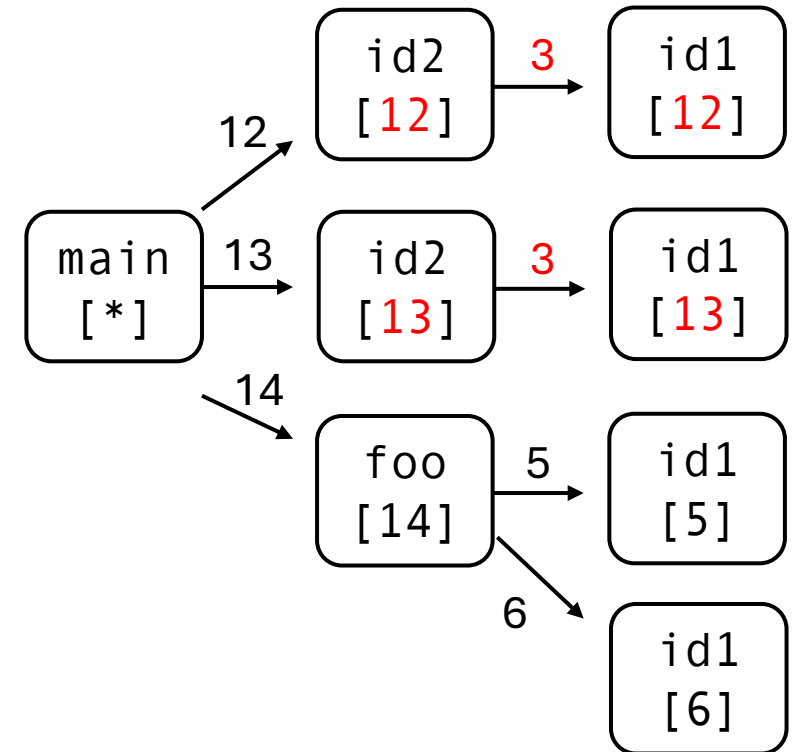 id2
[12]
3
id1
[12]
12
main
[*]
13
id2
[13]
3
id1
[13]
14
foo
[14]
5
id1
[5]
6
id1
[6]